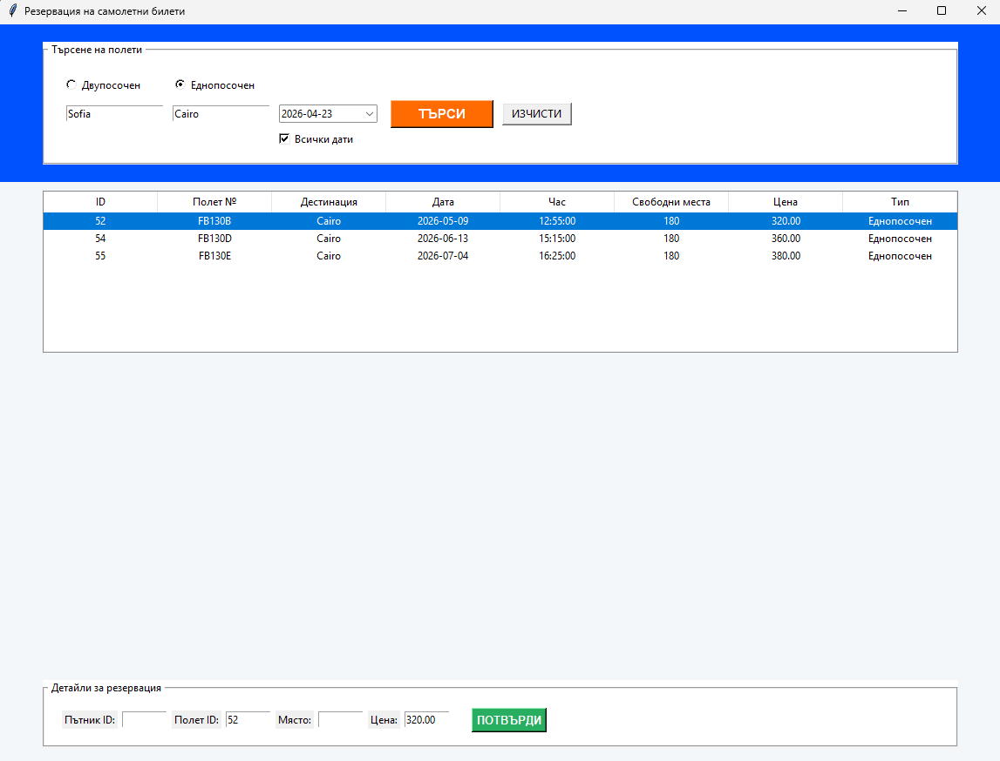 Резервация на самолетни билети
Търсене на полети
Двупосочен Еднопосочен
Sofia Cairo 2026-04-23 ТЪРСИ ИЗЧИСТИ
Всички дати
ID Полет № Дестинация Дата Час Свободни места Цена Тип
52 FB130B Cairo 2026-05-09 12:55:00 180 320.00 Еднопосочен
54 FB130D Cairo 2026-06-13 15:15:00 180 360.00 Еднопосочен
55 FB130E Cairo 2026-07-04 16:25:00 180 380.00 Еднопосочен
Детайли за резервация
Пътник ID: Полет ID: 52 Място: Цена: 320.00 ПОТВЪРДИ